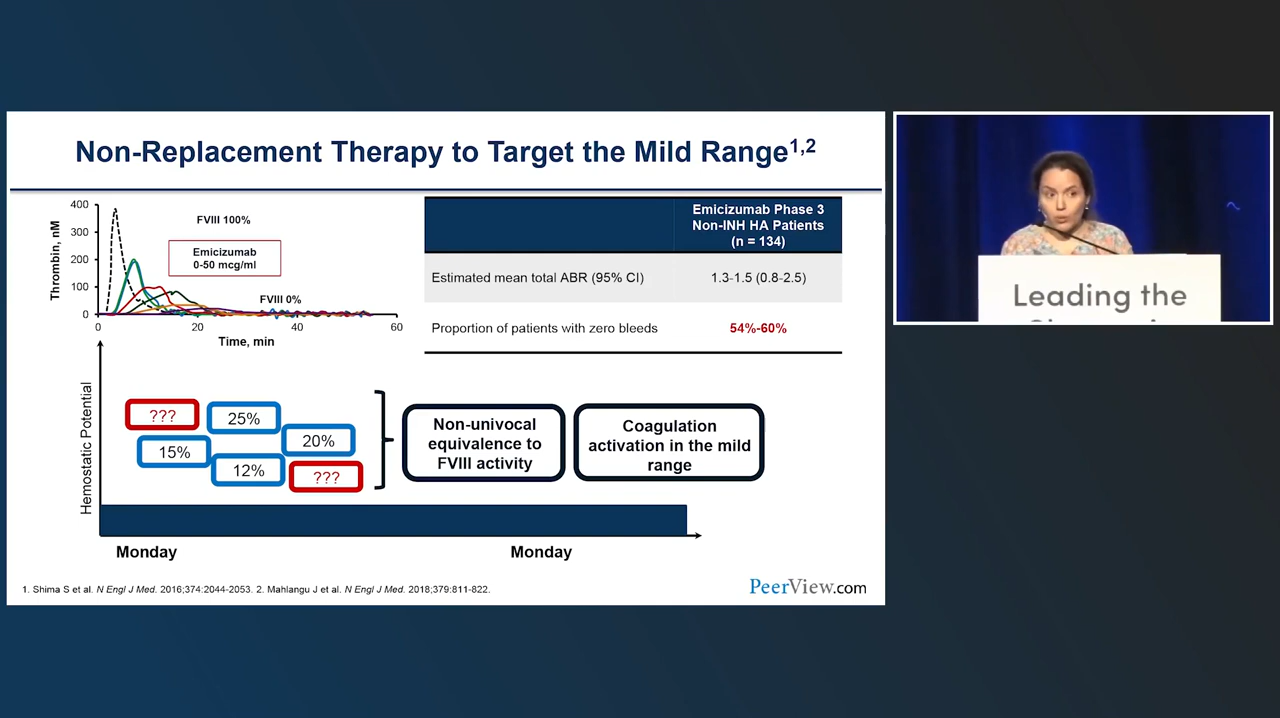 Non-Replacement Therapy to Target the Mild Range1,2
Thrombin, nM
400
300
200
100
0
0
20
40
60
Time, min
FVIII 100%
Emicizumab
0-50 mcg/ml
FVIII 0%
Emicizumab Phase 3
Non-INH HA Patients
(n = 134)
Estimated mean total ABR (95% CI)
1.3-1.5 (0.8-2.5)
Proportion of patients with zero bleeds
54%-60%
Hemostatic Potential
???
25%
20%
15%
12%
???
Non-univocal
equivalence to
FVIII activity
Coagulation
activation in the mild
range
Monday
Monday
1. Shima S et al. N Engl J Med. 2016;374:2044-2053. 2. Mahlangu J et al. N Engl J Med. 2018;379:811-822.
PeerView.com
Leading the